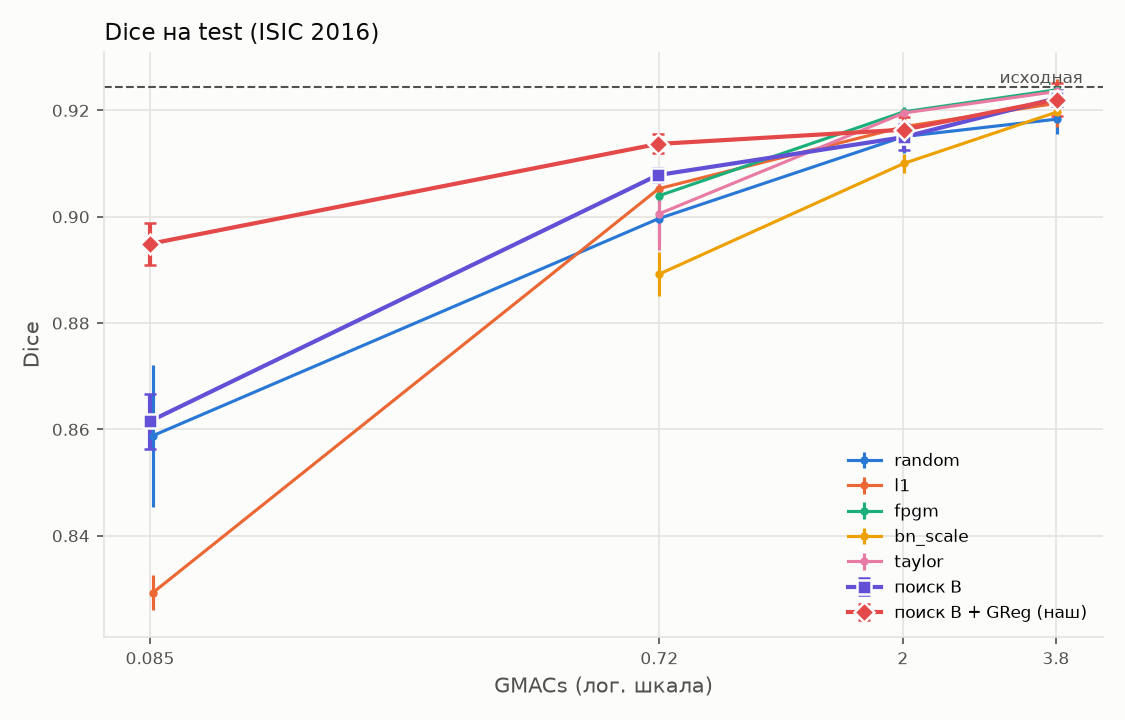 Dice на test (ISIC 2016)
исходная
0.92
0.90
0.88
0.86
0.84
Dice
random
l1
fpgm
bn_scale
taylor
поиск B
поиск B + GReg (наш)
0.085
0.72
2
3.8
GMACs (лог. шкала)